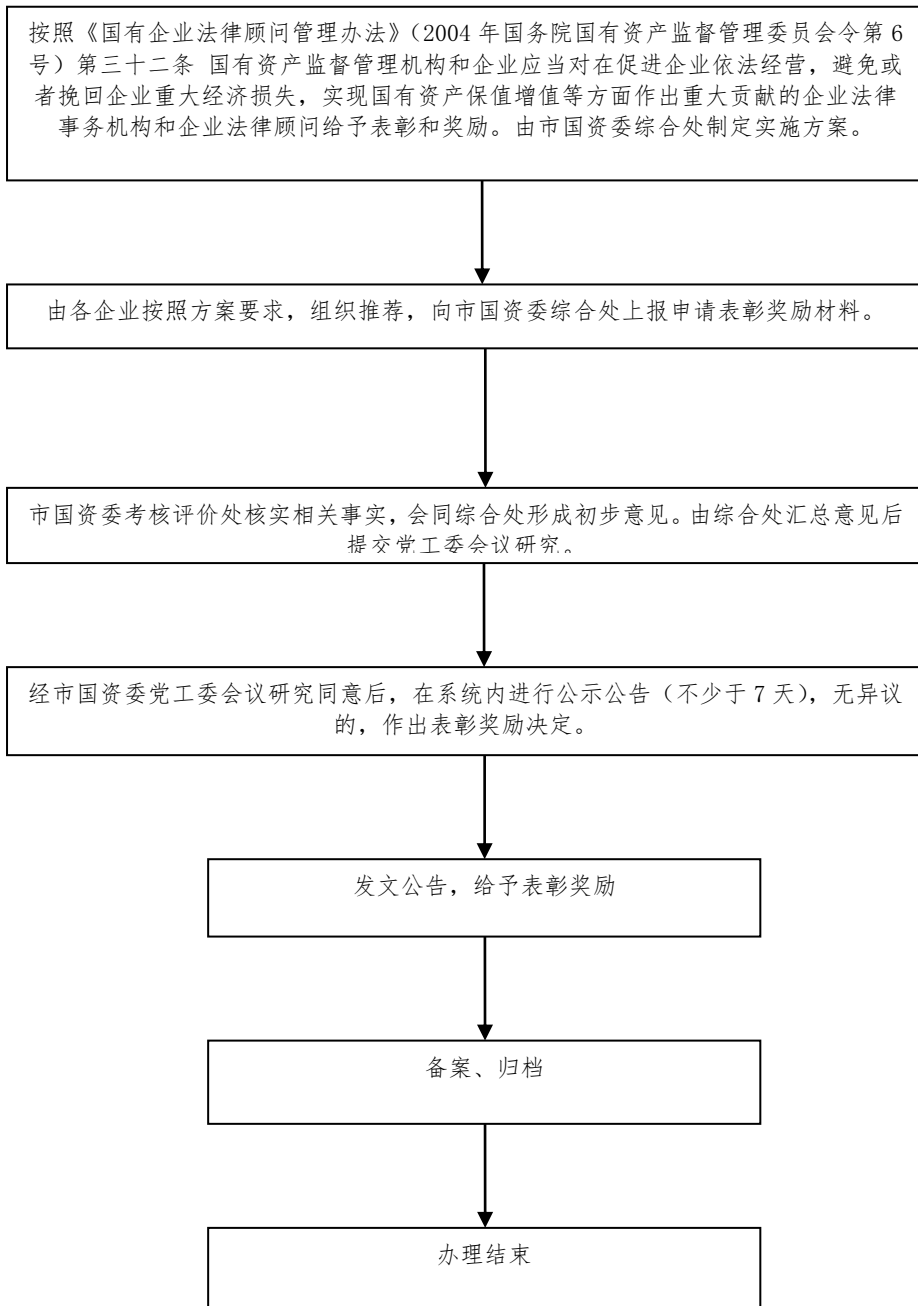 按照《国有企业法律顾问管理办法》（2004 年国务院国有资产监督管理委员会令第 6
号）第三十二条 国有资产监督管理机构和企业应当对在促进企业依法经营，避免或
者挽回企业重大经济损失，实现国有资产保值增值等方面作出重大贡献的企业法律
事务机构和企业法律顾问给予表彰和奖励。由市国资委综合处制定实施方案。
由各企业按照方案要求，组织推荐，向市国资委综合处上报申请表彰奖励材料。
市国资委考核评价处核实相关事实，会同综合处形成初步意见。由综合处汇总意见后
提交党工委会议研究。
经市国资委党工委会议研究同意后，在系统内进行公示公告（不少于 7 天），无异议
的，作出表彰奖励决定。
发文公告，给予表彰奖励
备案、归档
办理结束